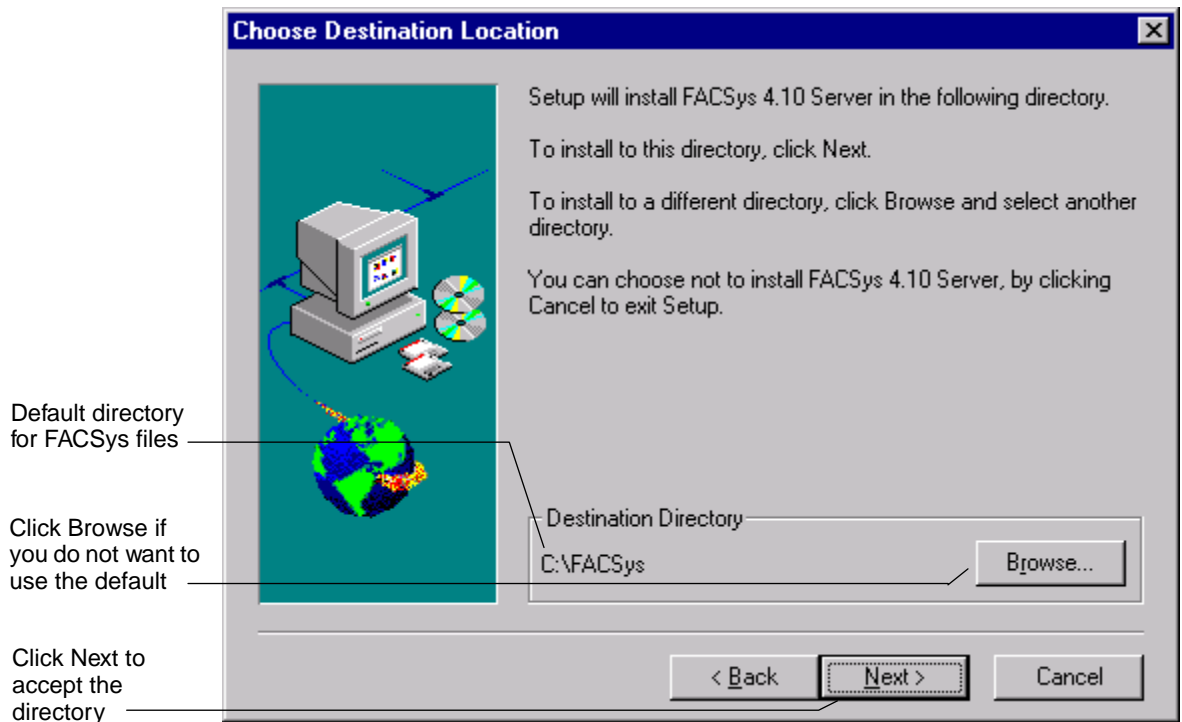 Choose Destination Location
Setup will install FACSys 4.10 Server in the following directory.
To install to this directory, click Next.
To install to a different directory, click Browse and select another
directory.
You can choose not to install FACSys 4.10 Server, by clicking
Cancel to exit Setup.
Default directory
for FACSys files
Destination Directory
C:\FACSys
Browse...
Click Browse if
you do not want to
use the default
< Back
Next >
Cancel
Click Next to
accept the
directory